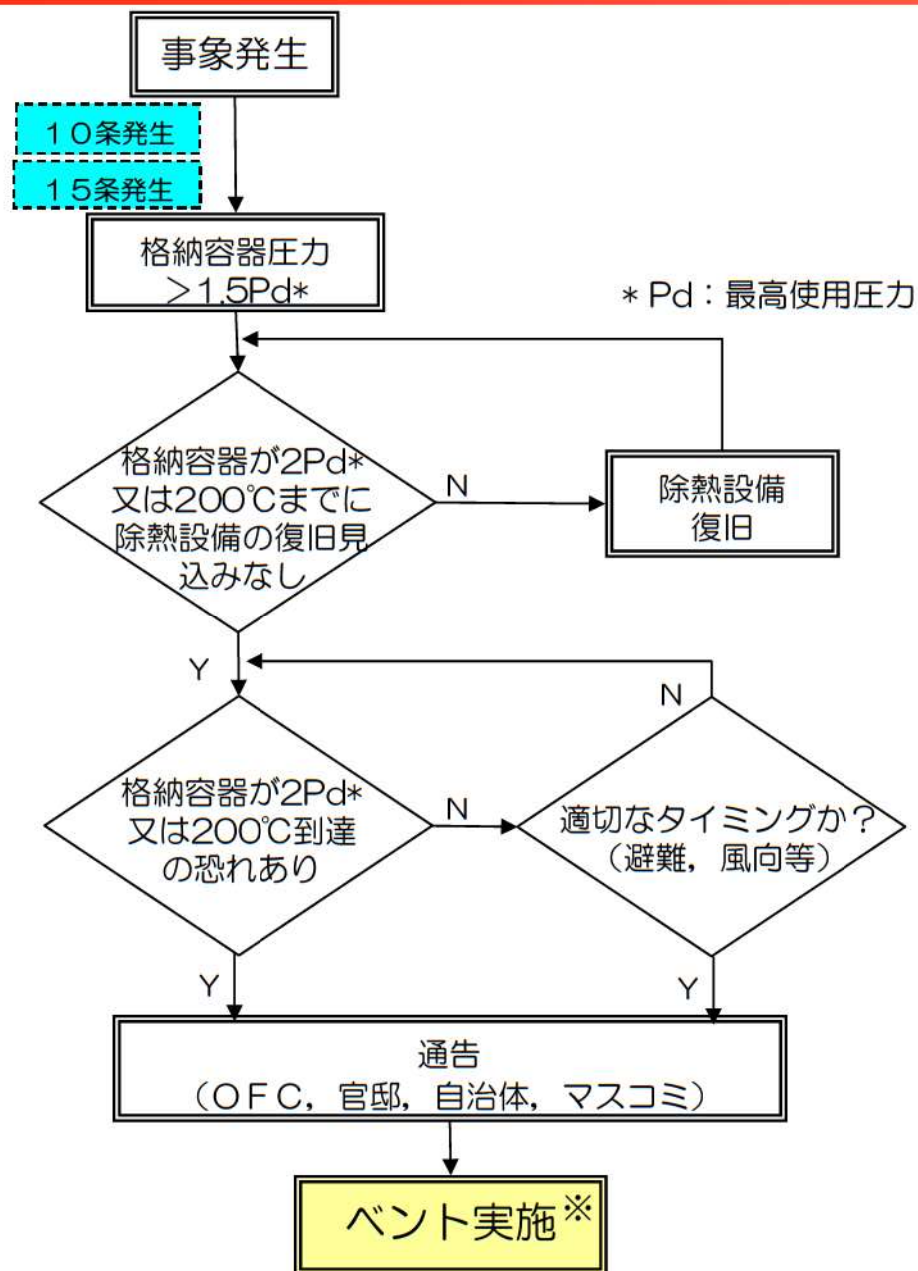 事象発生
10条発生
15条発生
格納容器圧力
＞1.5Pd*
* Pd：最高使用圧力
格納容器が2Pd*
又は200℃までに
除熱設備の復旧見
込みなし
N
除熱設備
復旧
Y
N
格納容器が2Pd*
又は200℃到達
の恐れあり
N
適切なタイミングか？
（避難，風向等）
Y
Y
通告
（OFC，官邸，自治体，マスコミ）
ベント実施※